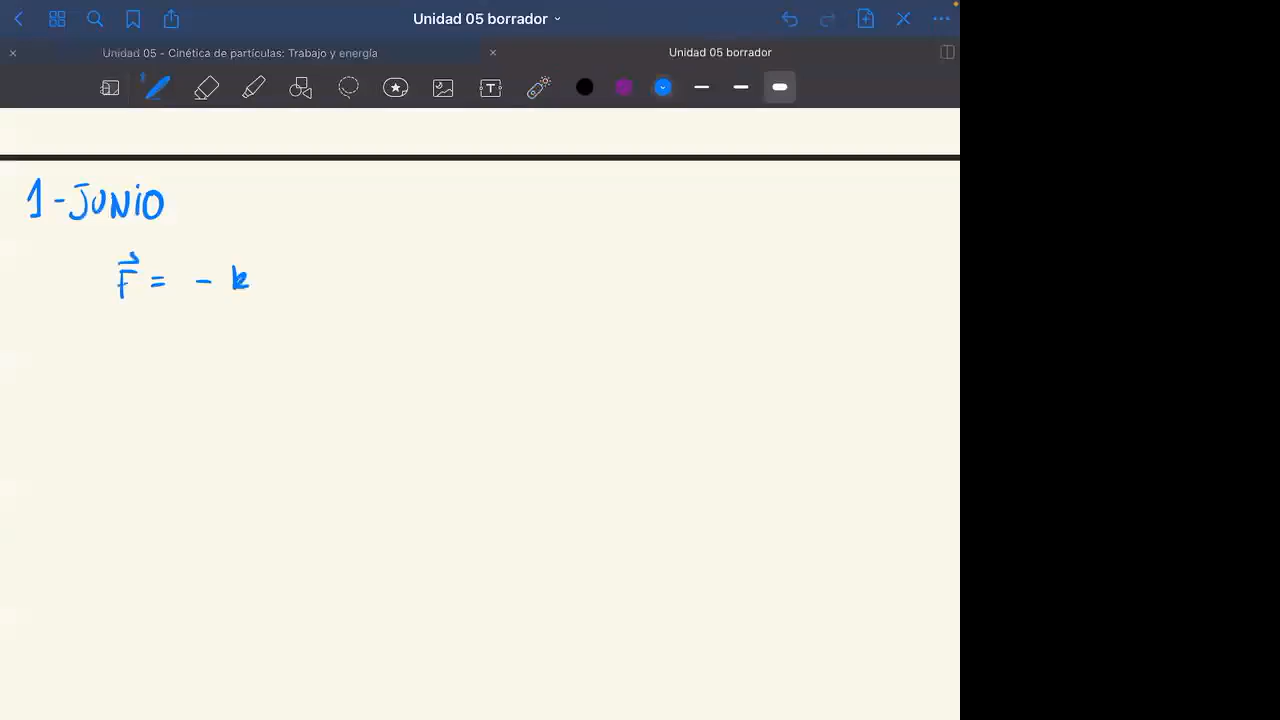 Unidad 05 borrador
Unidad 05 - Cinética de partículas: Trabajo y energía
Unidad 05 borrador
1-JUNIO
F⃗ = - k